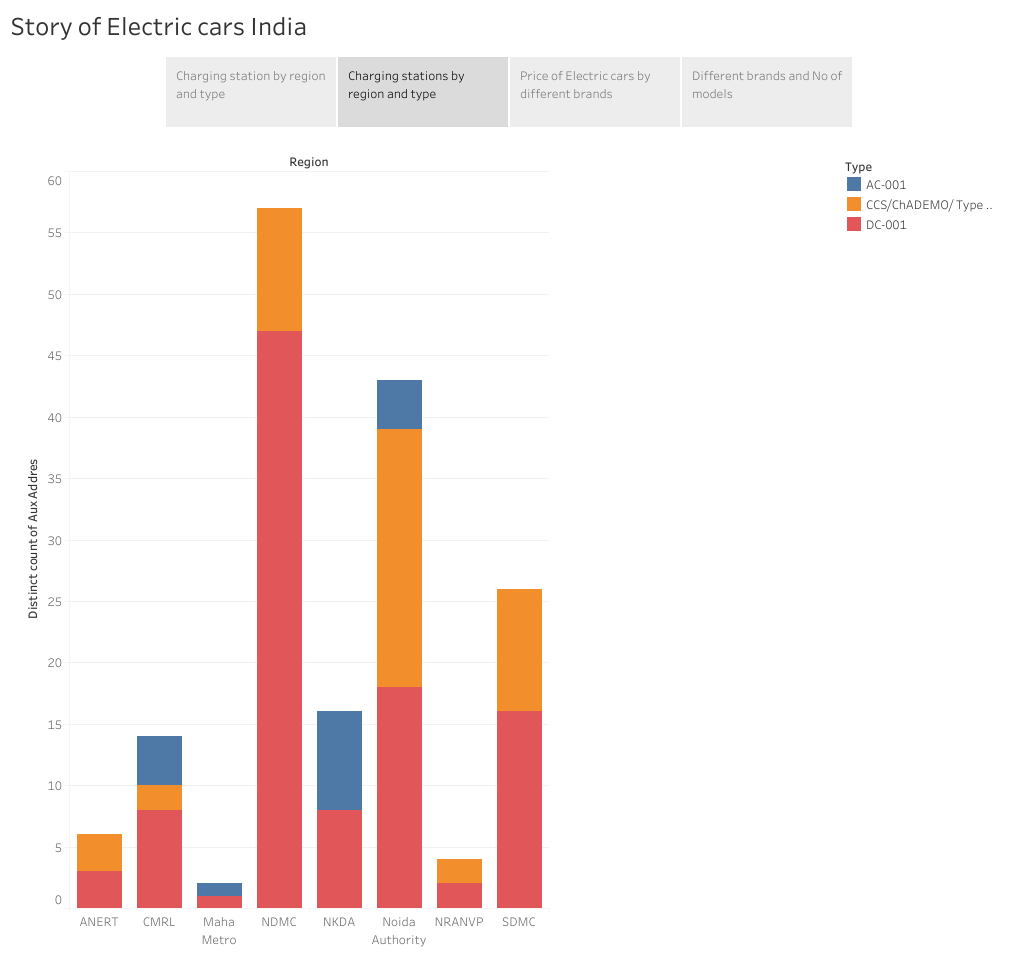 Story of Electric cars India
Charging station by region
and type
Charging stations by
region and type
Price of Electric cars by
different brands
Different brands and No of
models
Region
Type
AC-001
CCS/ChADEMO/ Type ..
DC-001
Distinct count of Aux Addres
60
55
50
45
40
35
30
25
20
15
10
5
0
ANERT
CMRL
Maha
Metro
NDMC
NKDA
Noida
Authority
NRANVP
SDMC